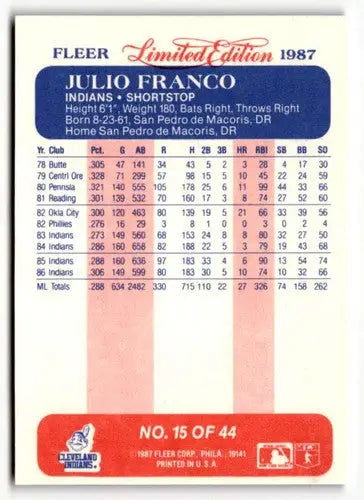 FLEER Limited Edition 1987
JULIO FRANCO
INDIANS • SHORTSTOP
Height 6'1", Weight 180, Bats Right, Throws Right
Born 8-23-61, San Pedro de Macoris, DR
Home San Pedro de Macoris, DR
Yr. Club Pct. G AB R H 2B 3B HR RBI SB BB SO
78 Butte .305 47 141 34 43 5 2 3 28 4 17 30
79 Centrl Ore .328 71 299 57 98 15 5 10 45 22 24 59
80 Pennsla .321 140 555 105 178 25 6 11 99 44 33 66
81 Reading .301 139 532 70 160 17 3 8 74 27 52 60
82 Okla City .300 120 463 80 139 19 5 21 66 33 39 56
82 Phillies .276 16 29 3 8 1 0 0 3 0 2 4
83 Indians .273 149 560 68 153 24 8 8 80 32 27 50
84 Indians .286 160 658 82 188 22 5 3 79 19 43 68
85 Indians .288 160 636 97 183 33 4 6 90 13 54 74
86 Indians .306 149 599 80 183 30 5 10 74 10 32 66
ML Totals .288 634 2482 330 715 110 22 27 326 74 158 262
CLEVELAND
INDIANS
NO. 15 OF 44
©1987 FLEER CORP., PHILA., 19141
PRINTED IN U.S.A.